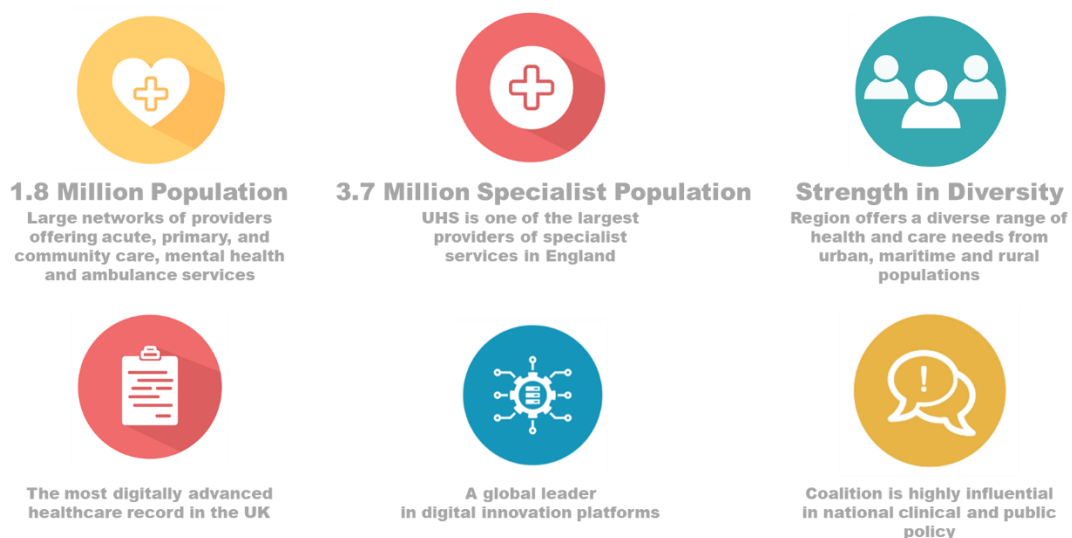 1.8 Million Population
Large networks of providers
offering acute, primary, and
community care, mental health
and ambulance services
3.7 Million Specialist Population
UHS is one of the largest
providers of specialist
services in England
Strength in Diversity
Region offers a diverse range of
health and care needs from
urban, maritime and rural
populations
The most digitally advanced
healthcare record in the UK
A global leader
in digital innovation platforms
!
Coalition is highly influential
in national clinical and public
policy